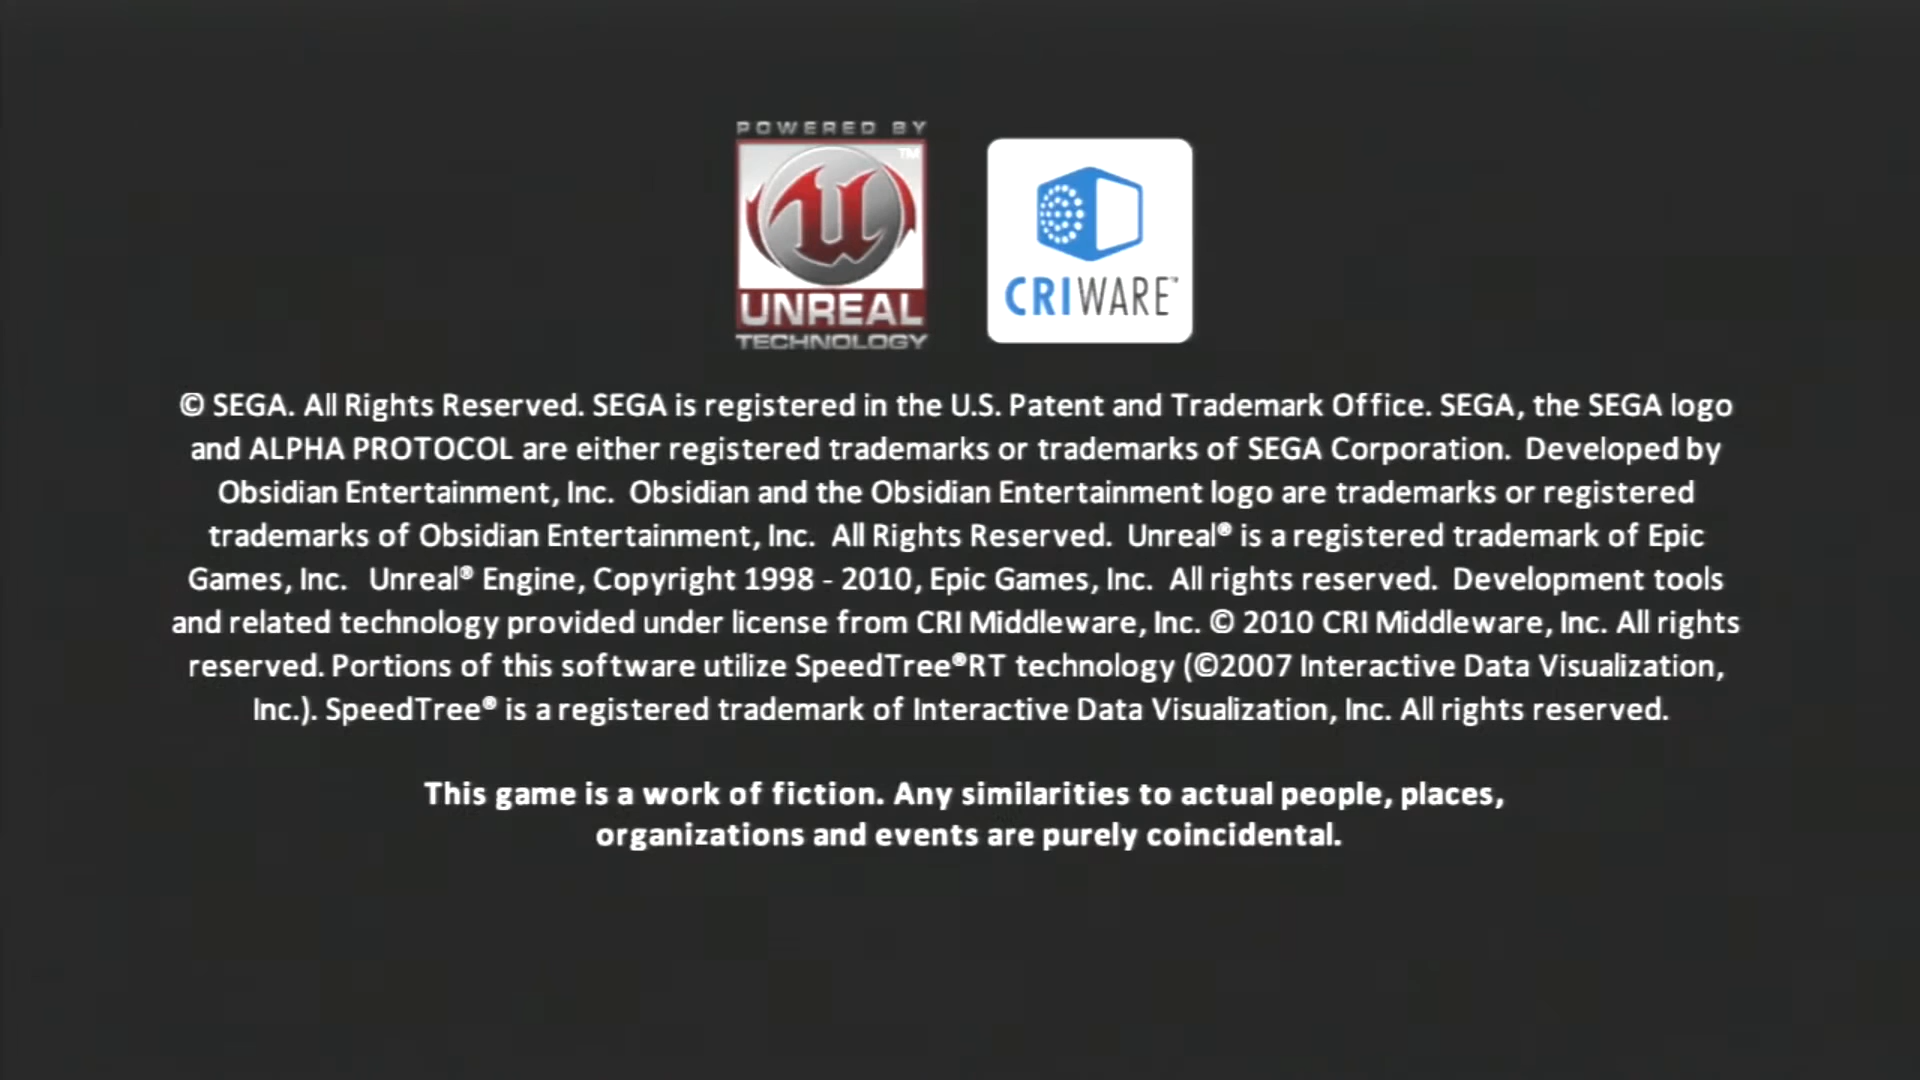 POWERED BY
TM
UNREAL
TECHNOLOGY
CRIWARE™
© SEGA. All Rights Reserved. SEGA is registered in the U.S. Patent and Trademark Office. SEGA, the SEGA logo
and ALPHA PROTOCOL are either registered trademarks or trademarks of SEGA Corporation.  Developed by
Obsidian Entertainment, Inc.  Obsidian and the Obsidian Entertainment logo are trademarks or registered
trademarks of Obsidian Entertainment, Inc.  All Rights Reserved.  Unreal® is a registered trademark of Epic
Games, Inc.   Unreal® Engine, Copyright 1998 - 2010, Epic Games, Inc.  All rights reserved.  Development tools
and related technology provided under license from CRI Middleware, Inc. © 2010 CRI Middleware, Inc. All rights
reserved. Portions of this software utilize SpeedTree®RT technology (©2007 Interactive Data Visualization,
Inc.). SpeedTree® is a registered trademark of Interactive Data Visualization, Inc. All rights reserved.
This game is a work of fiction. Any similarities to actual people, places,
organizations and events are purely coincidental.